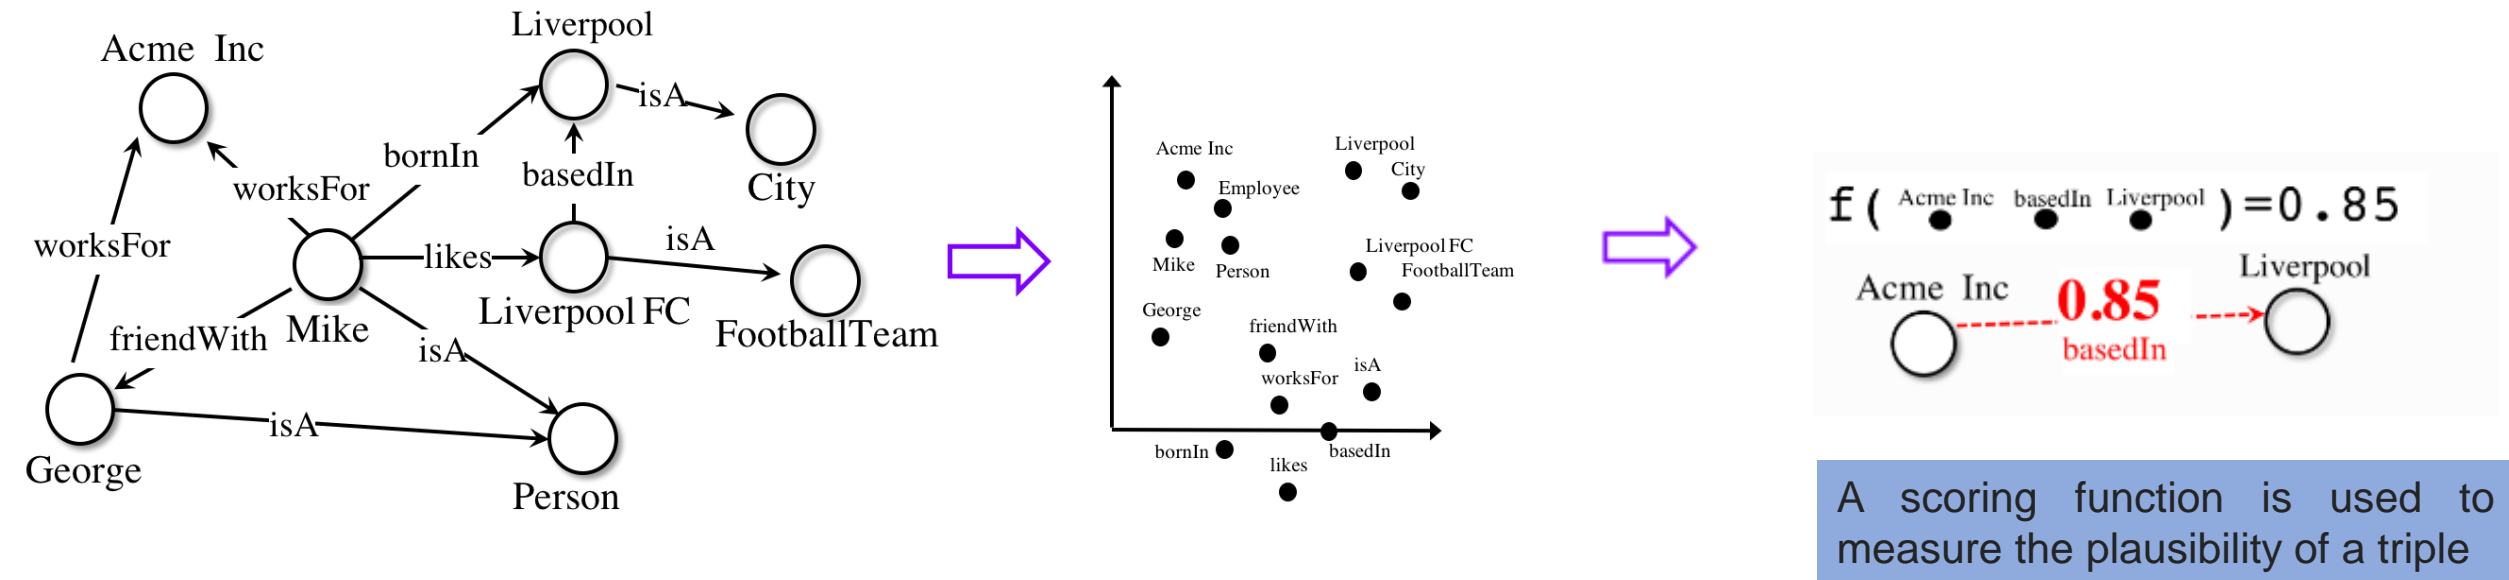 Liverpool
Acme Inc
isA
bornIn
City
worksFor
basedIn
worksFor
likes
isA
Liverpool FC
FootballTeam
friendWith
Mike
isA
isA
George
Person
Acme Inc
Liverpool
City
Employee
Mike
Person
Liverpool FC
FootballTeam
George
friendWith
isA
worksFor
bornIn
basedIn
likes
f( Acme Inc basedIn Liverpool )=0.85
Liverpool
Acme Inc
0.85
basedIn
A scoring function is used to
measure the plausibility of a triple